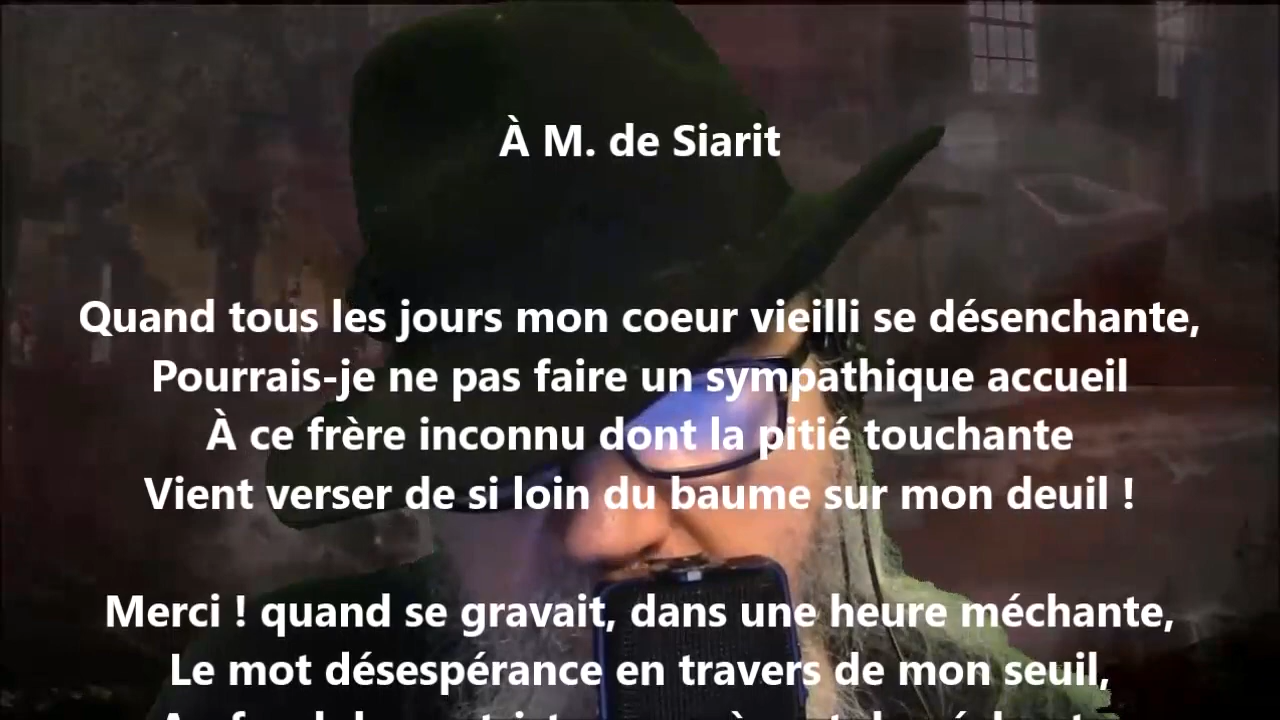 À M. de Siarit
Quand tous les jours mon coeur vieilli se désenchante,
Pourrais-je ne pas faire un sympathique accueil
À ce frère inconnu dont la pitié touchante
Vient verser de si loin du baume sur mon deuil !
Merci ! quand se gravait, dans une heure méchante,
Le mot désespérance en travers de mon seuil,